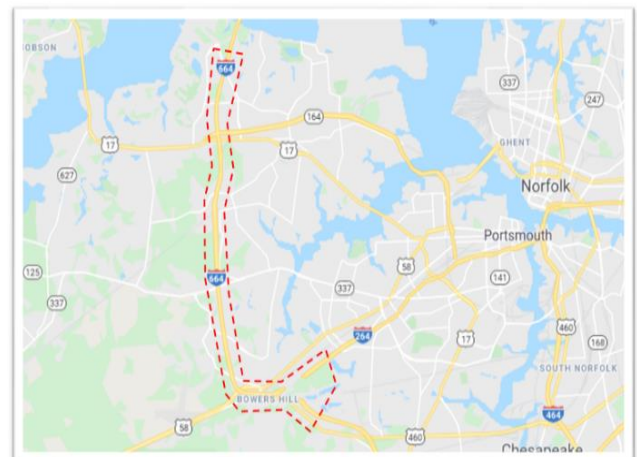 OBSON
664
337
247
164
17
17
GHENT
627
Norfolk
Portsmouth
125
664
58
337
141
337
264
17
460
168
SOUTH NORFOLK
BOWERS HILL
58
460
464
Chesapeake